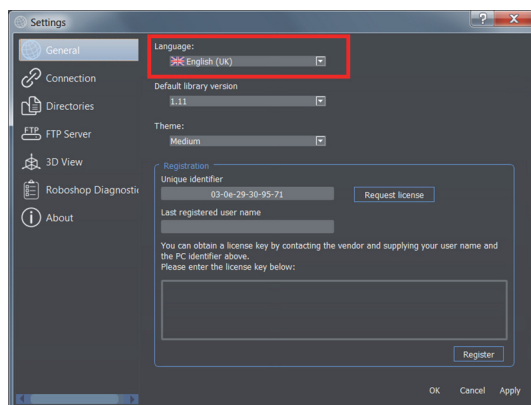 Settings
General
Connection
Directories
FTP
FTP Server
3D View
Roboshop Diagnostic
About
Language:
English (UK)
Default library version
1.11
Theme:
Medium
Registration
Unique identifier
03-0e-29-30-95-71
Request license
Last registered user name
You can obtain a license key by contacting the vendor and supplying your user name and
the PC identifier above.
Please enter the license key below:
Register
OK Cancel Apply